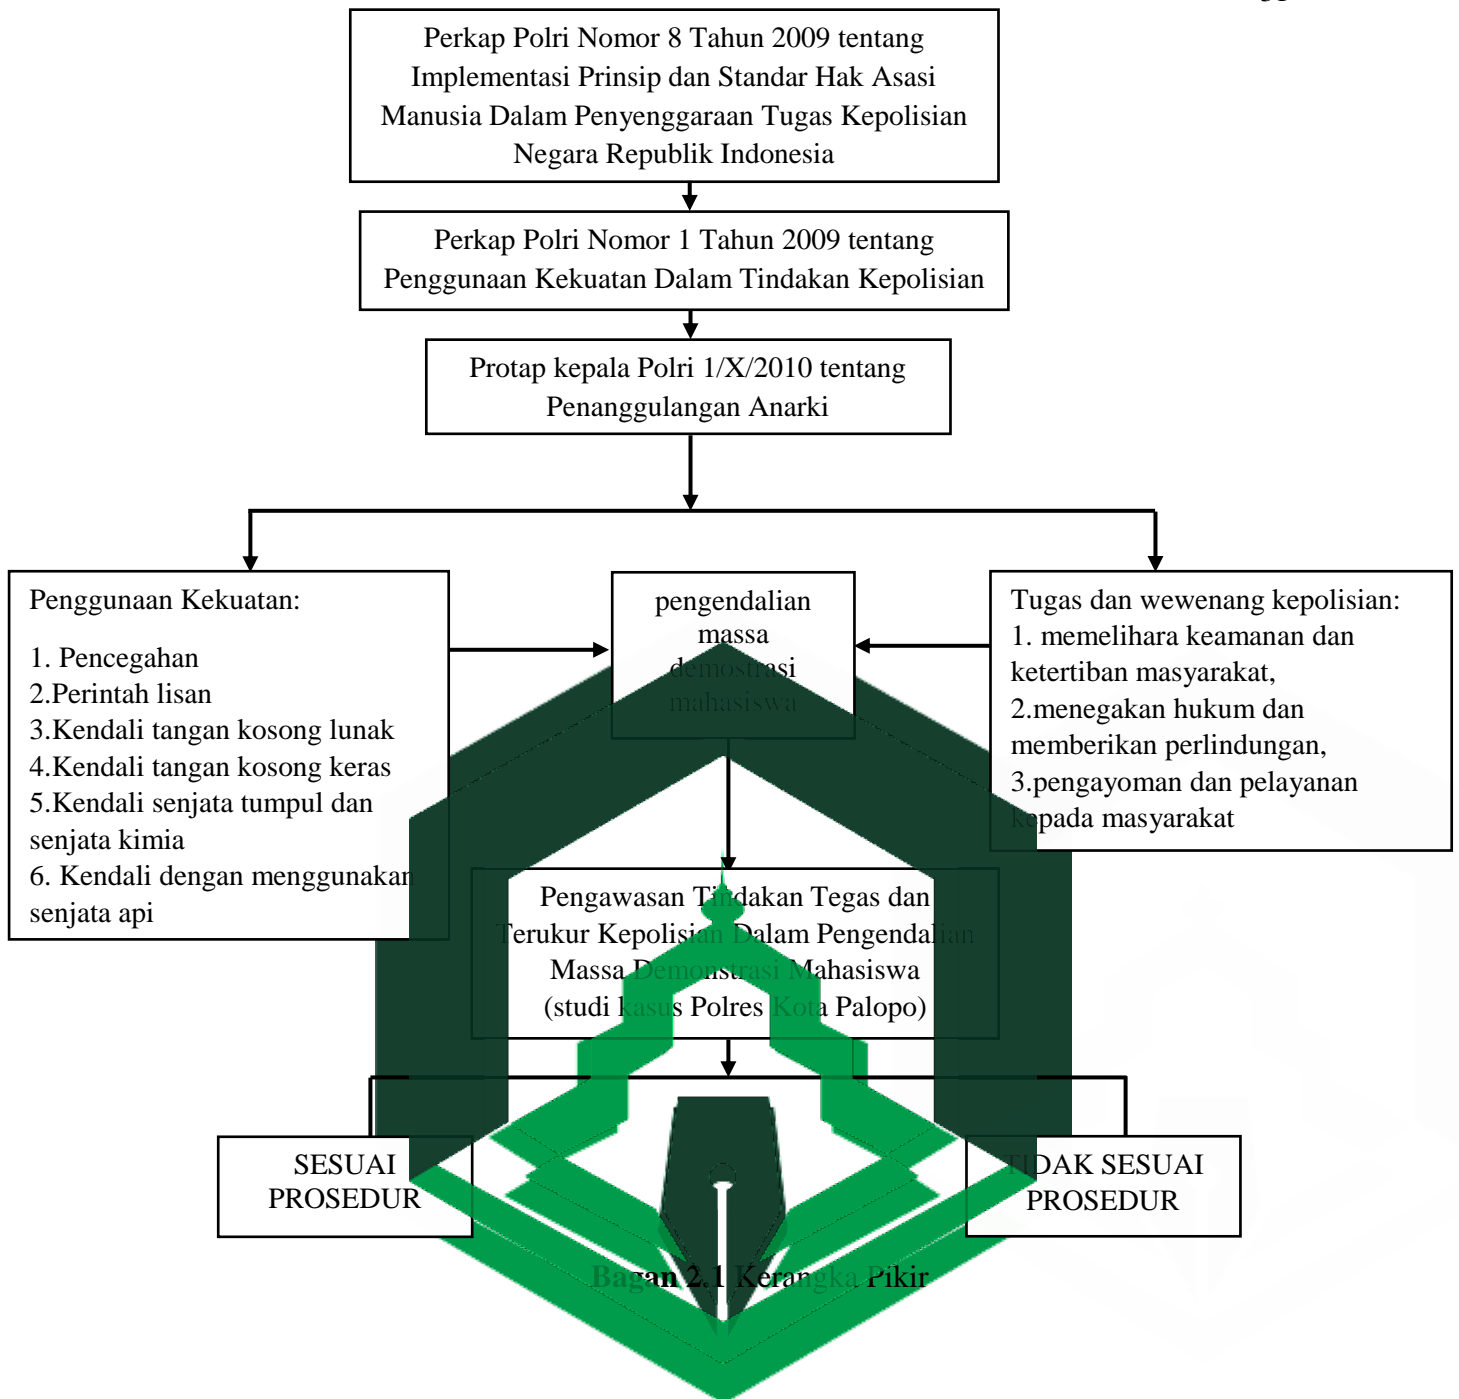 Perkap Polri Nomor 8 Tahun 2009 tentang
Implementasi Prinsip dan Standar Hak Asasi
Manusia Dalam Penyenggaraan Tugas Kepolisian
Negara Republik Indonesia
Perkap Polri Nomor 1 Tahun 2009 tentang
Penggunaan Kekuatan Dalam Tindakan Kepolisian
Protap kepala Polri 1/X/2010 tentang
Penanggulangan Anarki
Penggunaan Kekuatan:
1. Pencegahan
2.Perintah lisan
3.Kendali tangan kosong lunak
4.Kendali tangan kosong keras
5.Kendali senjata tumpul dan
senjata kimia
6. Kendali dengan menggunakan
senjata api
pengendalian
massa
demostrasi
mahasiswa
Tugas dan wewenang kepolisian:
1. memelihara keamanan dan
ketertiban masyarakat,
2.menegakan hukum dan
memberikan perlindungan,
3.pengayoman dan pelayanan
kepada masyarakat
Pengawasan Tindakan Tegas dan
Terukur Kepolisian Dalam Pengendalian
Massa Demonstrasi Mahasiswa
(studi kasus Polres Kota Palopo)
SESUAI
PROSEDUR
TIDAK SESUAI
PROSEDUR
Bagan 2.1 Kerangka Pikir